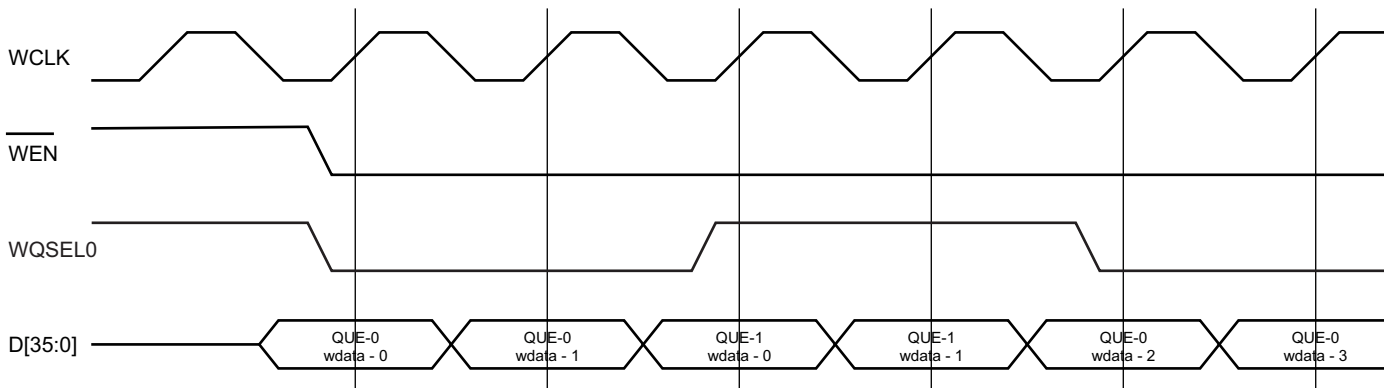 WCLK
WEN
WQSEL0
D[35:0]
QUE-0
wdata - 0
QUE-0
wdata - 1
QUE-1
wdata - 0
QUE-1
wdata - 1
QUE-0
wdata - 2
QUE-0
wdata - 3